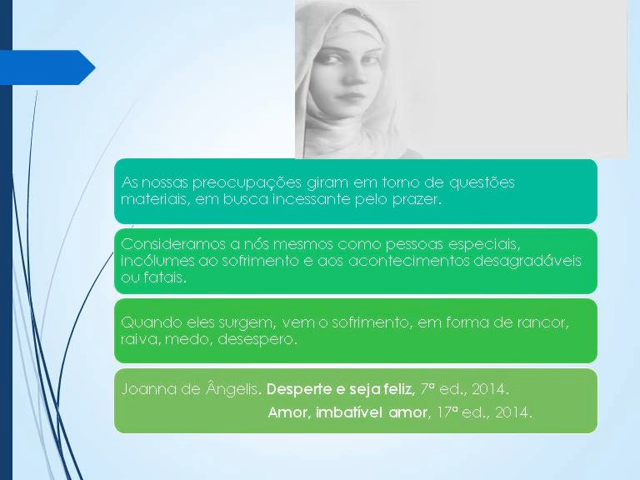 As nossas preocupações giram em torno de questões
materiais, em busca incessante pelo prazer.
Consideramos a nós mesmos como pessoas especiais,
incólumes ao sofrimento e aos acontecimentos desagradáveis
ou fatais.
Quando eles surgem, vem o sofrimento, em forma de rancor,
raiva, medo, desespero.
Joanna de Ângelis. Desperte e seja feliz, 7ª ed., 2014.
Amor, imbatível amor, 17ª ed., 2014.